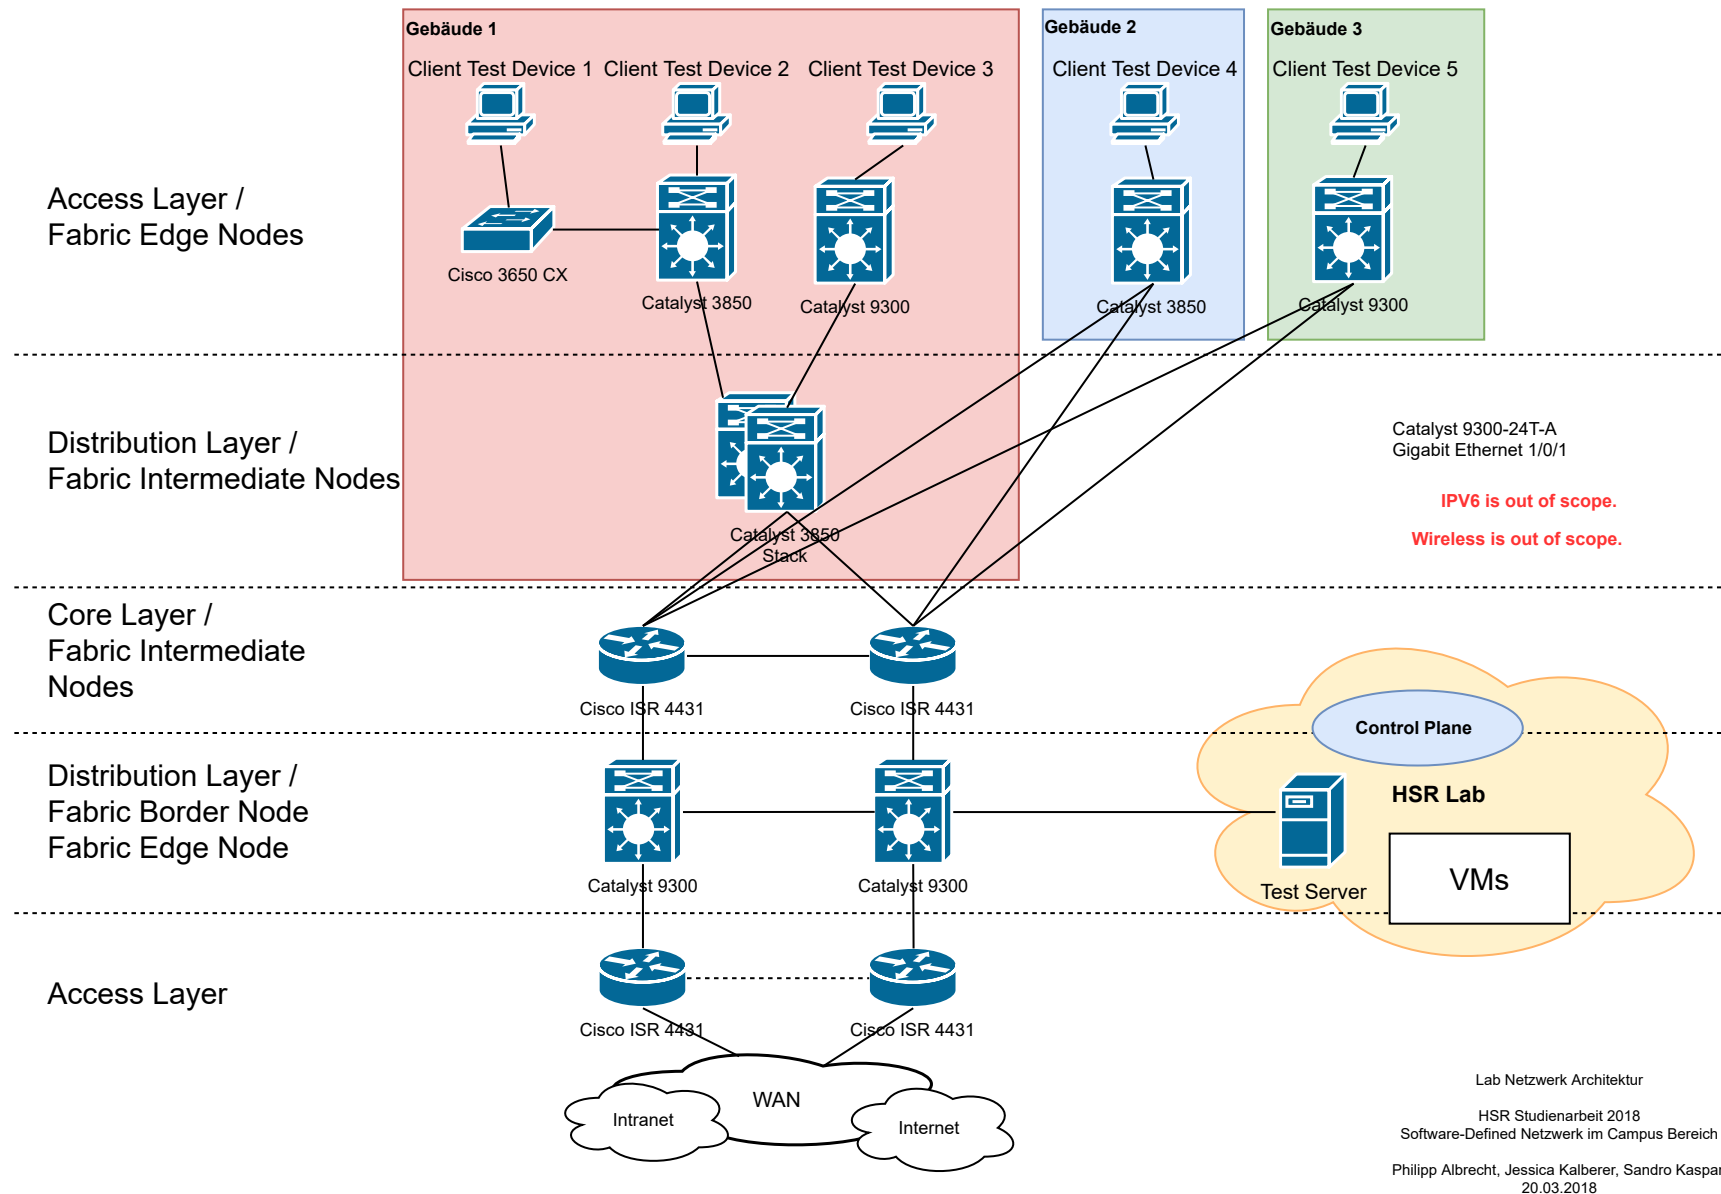 Gebäude 1
Gebäude 2
Gebäude 3
Client Test Device 1
Client Test Device 2
Client Test Device 3
Client Test Device 4
Client Test Device 5
Access Layer /
Fabric Edge Nodes
Cisco 3650 CX
Catalyst 3850
Catalyst 9300
Catalyst 3850
Catalyst 9300
Distribution Layer /
Fabric Intermediate Nodes
Catalyst 3850
Stack
Catalyst 9300-24T-A
Gigabit Ethernet 1/0/1
IPV6 is out of scope.
Wireless is out of scope.
Core Layer /
Fabric Intermediate
Nodes
Cisco ISR 4431
Cisco ISR 4431
Control Plane
Distribution Layer /
Fabric Border Node
Fabric Edge Node
HSR Lab
Catalyst 9300
Catalyst 9300
Test Server
VMs
Access Layer
Cisco ISR 4431
Cisco ISR 4431
WAN
Intranet
Internet
Lab Netzwerk Architektur
HSR Studienarbeit 2018
Software-Defined Netzwerk im Campus Bereich
Philipp Albrecht, Jessica Kalberer, Sandro Kaspar
20.03.2018